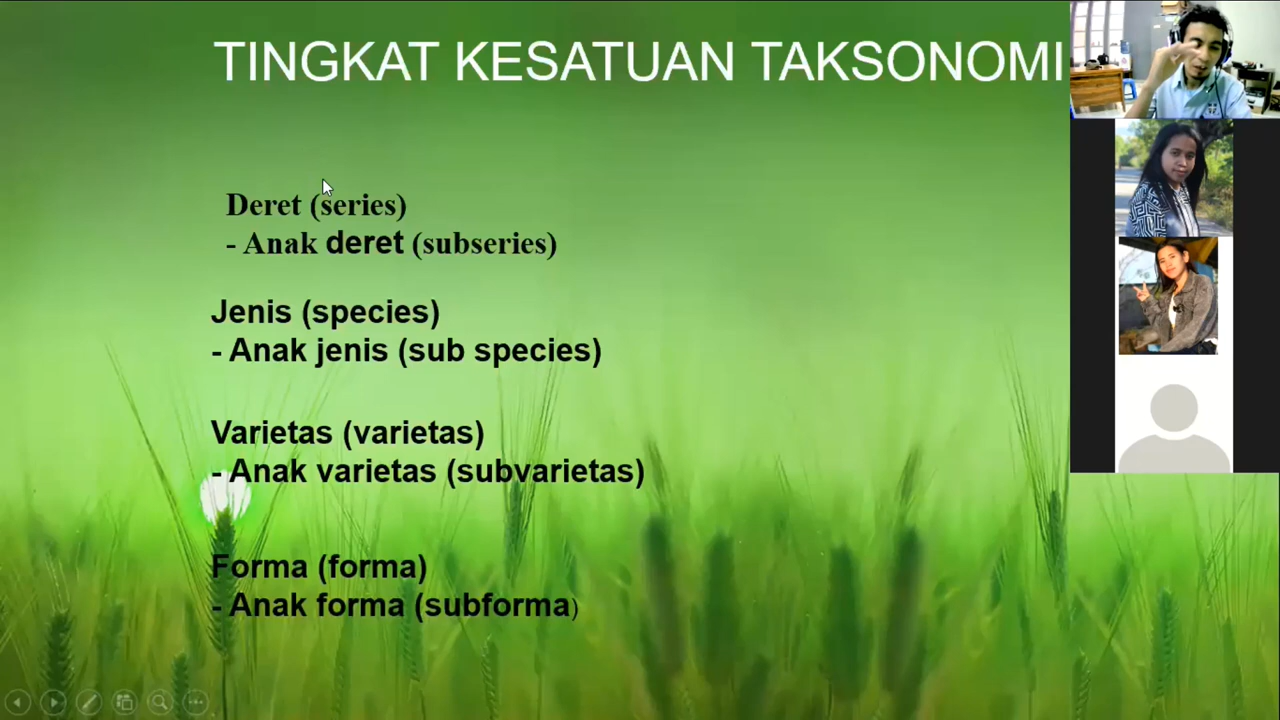 TINGKAT KESATUAN TAKSONOMI
Deret (series)
- Anak deret (subseries)
Jenis (species)
- Anak jenis (sub species)
Varietas (varietas)
- Anak varietas (subvarietas)
Forma (forma)
- Anak forma (subforma)